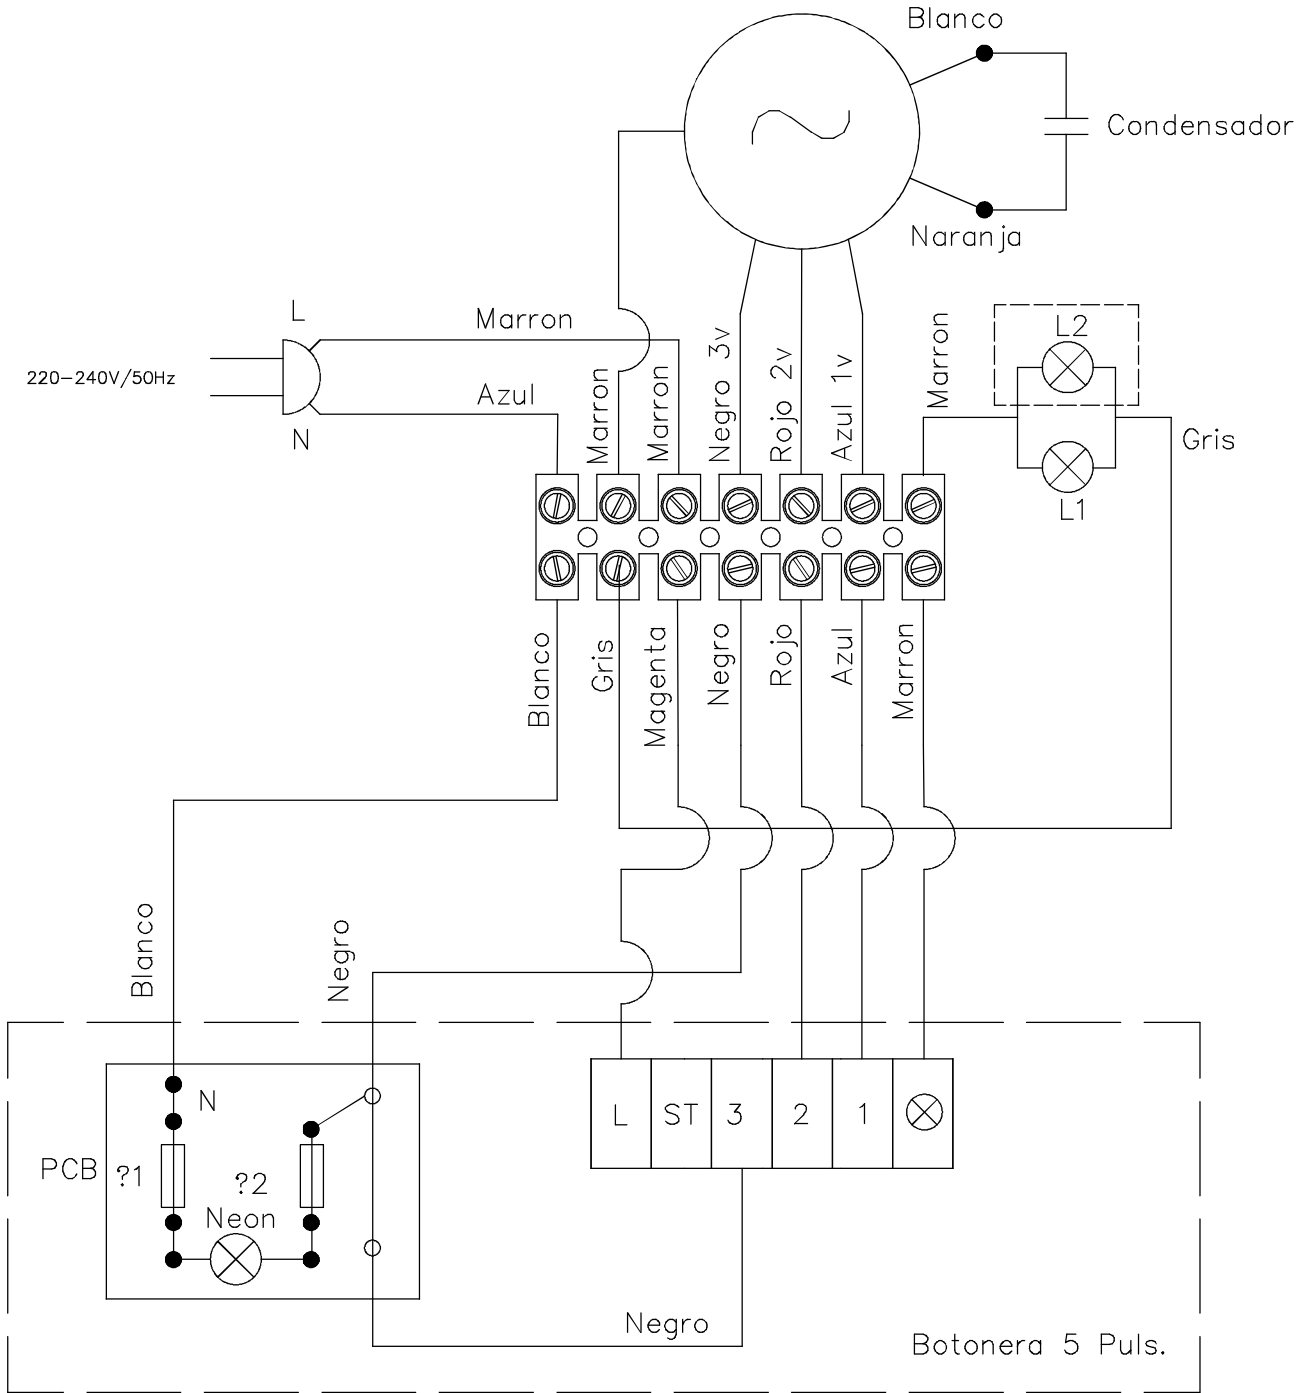 Blanco
Condensador
Naranja
L
Marron
220-240V/50Hz
Azul
N
Marron
Marron
Negro 3v
Rojo 2v
Azul 1v
Marron
L2
Gris
L1
Blanco
Gris
Magenta
Negro
Rojo
Azul
Marron
Blanco
Negro
N
L
ST
3
2
1
PCB
?1
?2
Neon
Negro
Botonera 5 Puls.